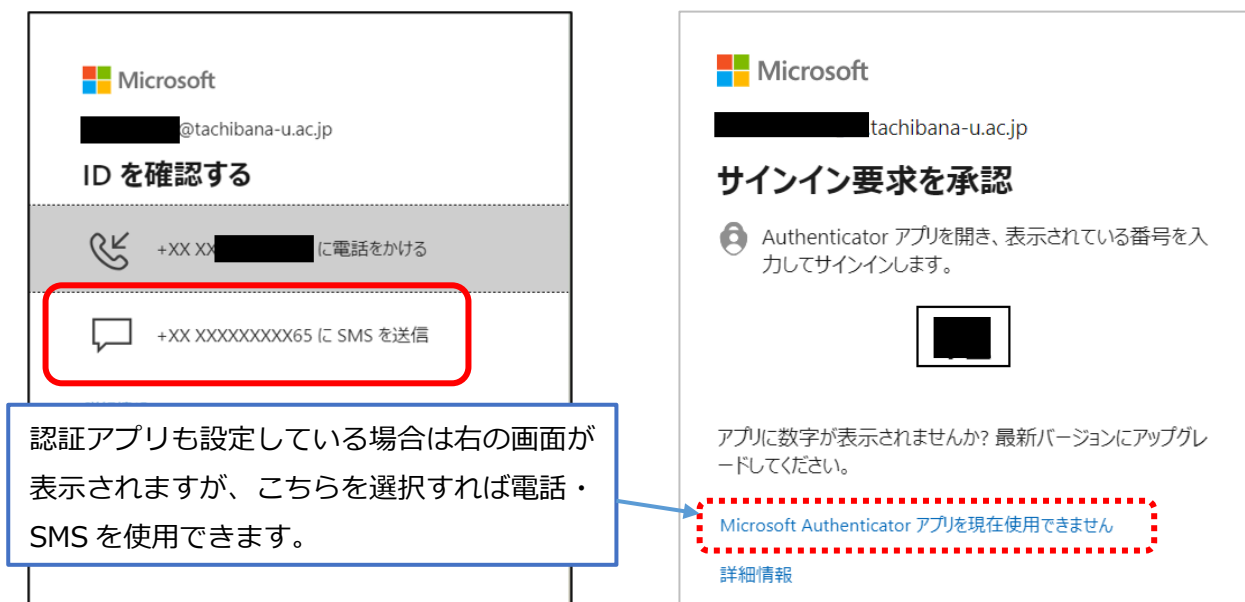 Microsoft
@tachibana-u.ac.jp
ID を確認する
+XX XX
に電話をかける
+XX XXXXXXXXX65 に SMS を送信
認証アプリも設定している場合は右の画面が
表示されますが、こちらを選択すれば電話・
SMS を使用できます。
Microsoft
tachibana-u.ac.jp
サインイン要求を承認
Authenticator アプリを開き、表示されている番号を入
力してサインインします。
アプリに数字が表示されませんか? 最新バージョンにアップグレ
ードしてください。
Microsoft Authenticator アプリを現在使用できません
詳細情報